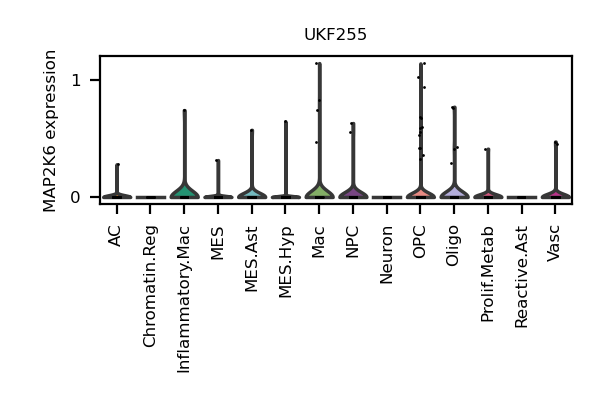 UKF255
MAP2K6 expression
1
0
AC
Chromatin.Reg
Inflammatory.Mac
MES
MES.Ast
MES.Hyp
Mac
NPC
Neuron
OPC
Oligo
Prolif.Metab
Reactive.Ast
Vasc